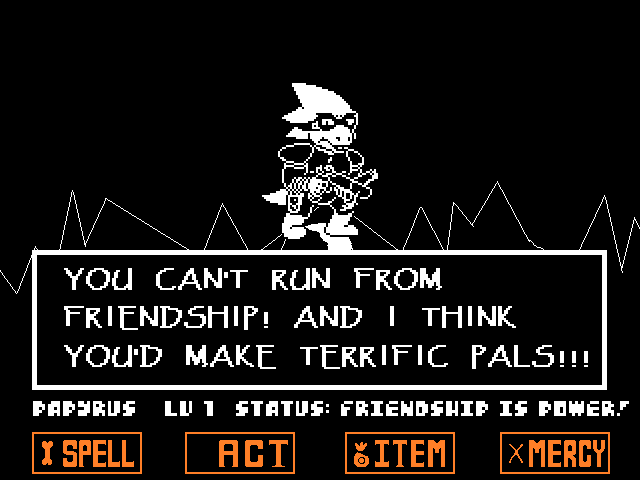 YOU CAN'T RUN FROM
FRIENDSHIP! AND I THINK
YOU'D MAKE TERRIFIC PALS!!!
PAPYRUS LV 1 STATUS: FRIENDSHIP IS POWER!
SPELL ACT ITEM MERCY